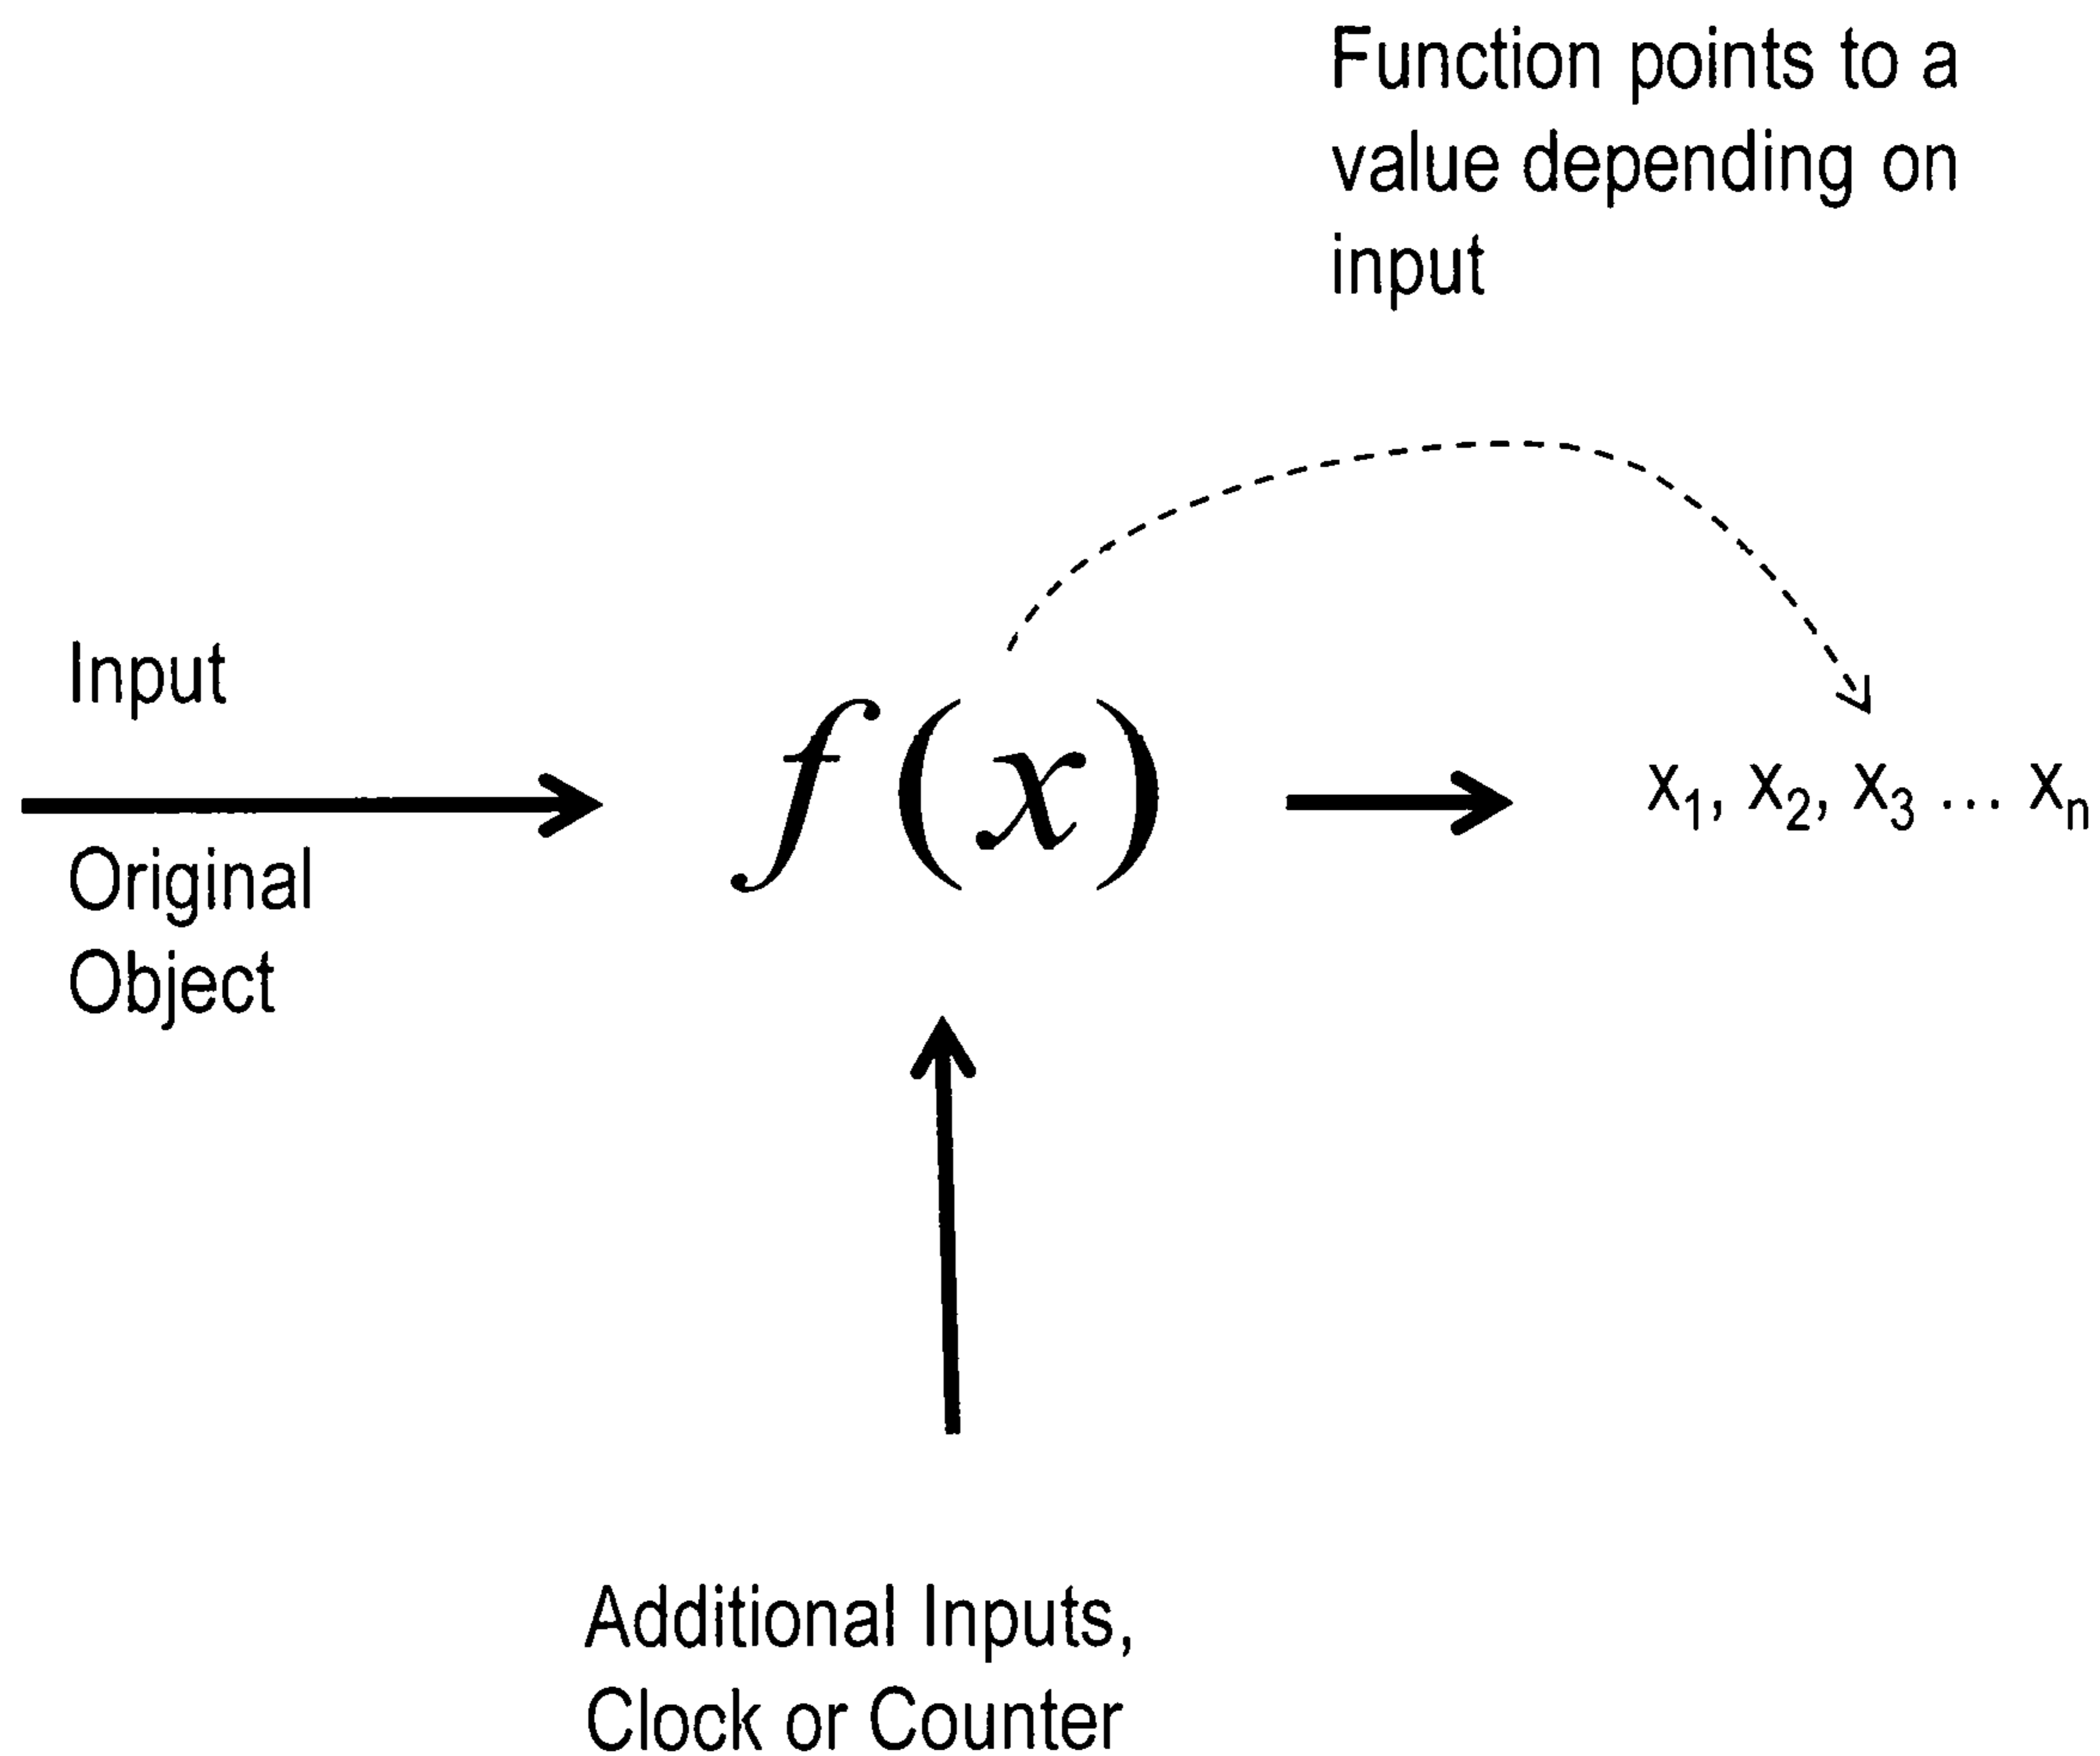 Function points to a
value depending on
input
Input
Original
Object
f(x)
X₁, X₂, X₃ ... Xₙ
Additional Inputs,
Clock or Counter